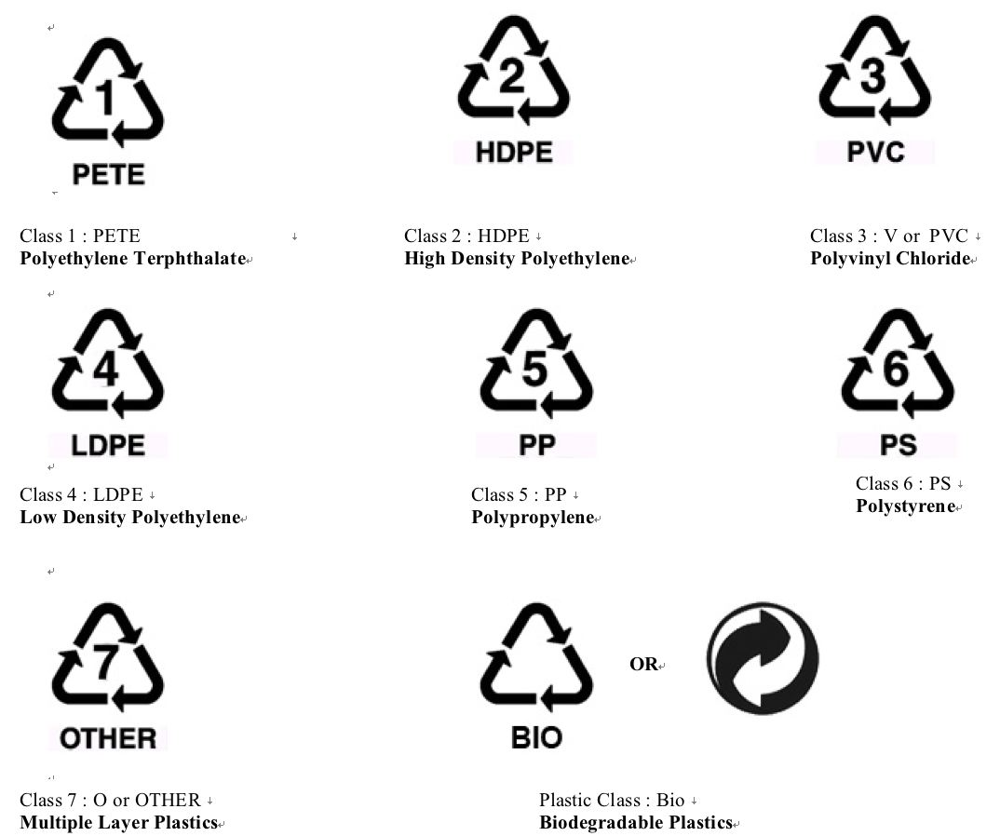 1
PETE
2
HDPE
3
PVC
Class 1 : PETE
Polyethylene Terphthalate
Class 2 : HDPE
High Density Polyethylene
Class 3 : V or PVC
Polyvinyl Chloride
4
LDPE
5
PP
6
PS
Class 4 : LDPE
Low Density Polyethylene
Class 5 : PP
Polypropylene
Class 6 : PS
Polystyrene
7
OTHER
BIO
OR
Class 7 : O or OTHER
Multiple Layer Plastics
Plastic Class : Bio
Biodegradable Plastics